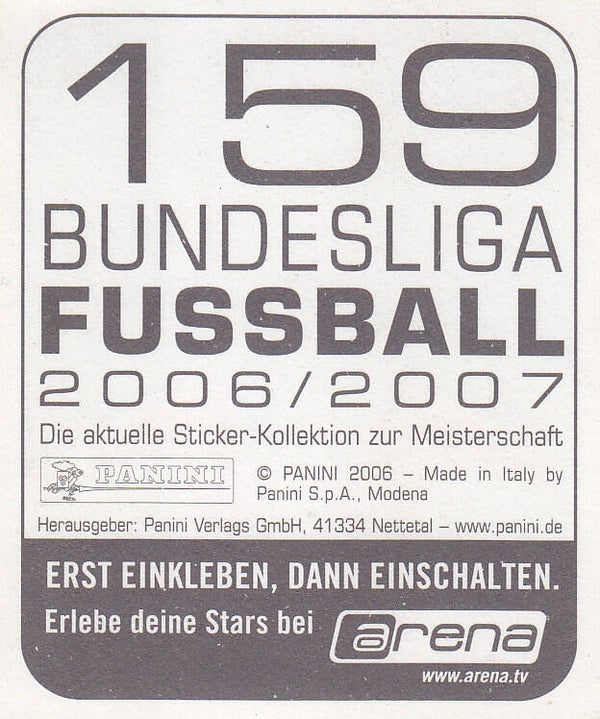 159
BUNDESLIGA
FUSSBALL
2006/2007
Die aktuelle Sticker-Kollektion zur Meisterschaft
PANINI
© PANINI 2006 – Made in Italy by
Panini S.p.A., Modena
Herausgeber: Panini Verlags GmbH, 41334 Nettetal – www.panini.de
ERST EINKLEBEN, DANN EINSCHALTEN.
Erlebe deine Stars bei
arena
www.arena.tv